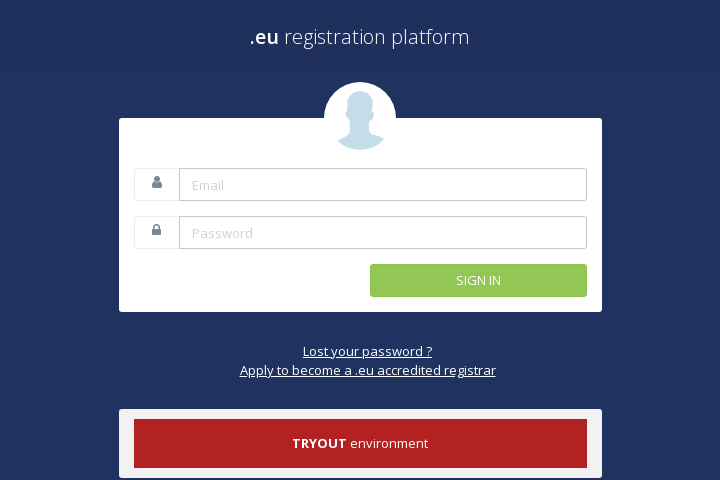 .eu registration platform
Email
Password
SIGN IN
Lost your password ?
Apply to become a .eu accredited registrar
TRYOUT environment